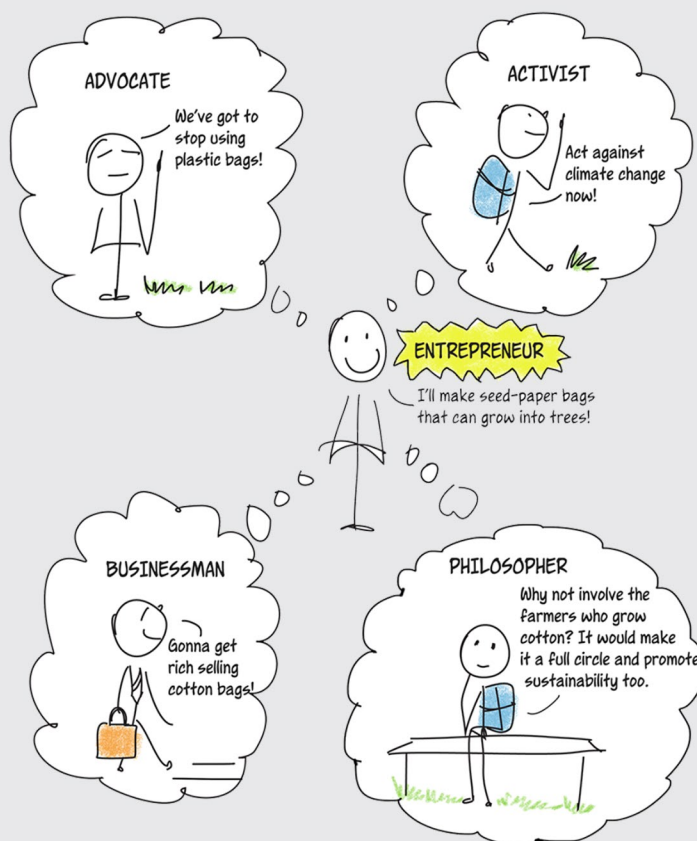 ADVOCATE
We've got to
stop using
plastic bags!
ACTIVIST
Act against
climate change
now!
ENTREPRENEUR
I'll make seed-paper bags
that can grow into trees!
BUSINESSMAN
Gonna get
rich selling
cotton bags!
PHILOSOPHER
Why not involve the
farmers who grow
cotton? It would make
it a full circle and promote
sustainability too.